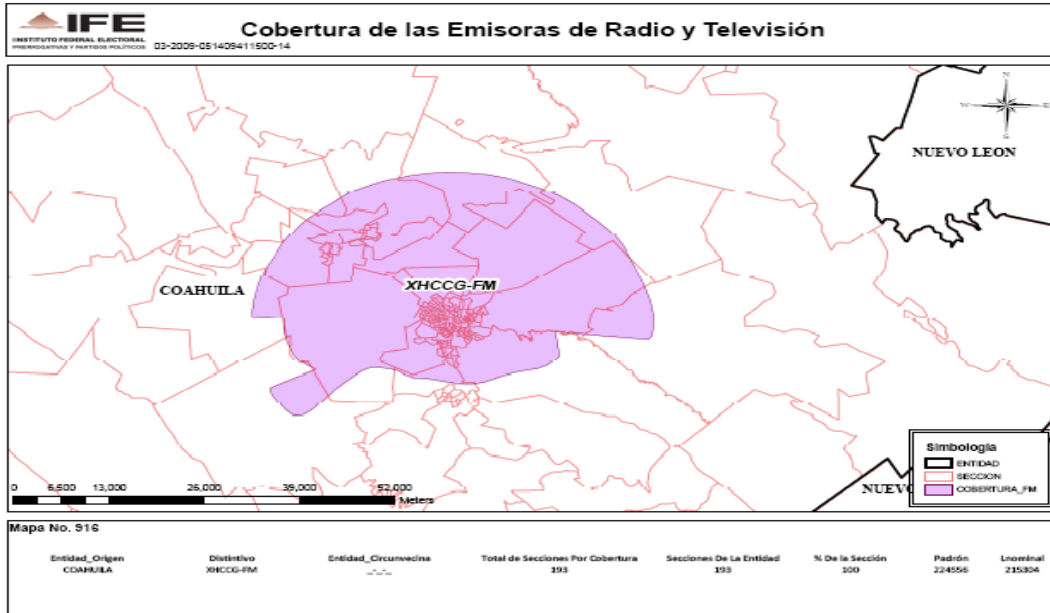 IFE
INSTITUTO FEDERAL ELECTORAL
PRERROGATIVAS Y PARTIDOS POLÍTICOS
03-2009-051409411500-14
Cobertura de las Emisoras de Radio y Televisión
N
W E
S
NUEVO LEON
COAHUILA
XHCCG-FM
Simbología
ENTIDAD
SECCION
COBERTURA_FM
NUEVO
0 6,500 13,000 26,000 39,000 52,000
Meters
Mapa No. 916
Entidad_Origen Distintivo Entidad_Circunvecina Total de Secciones Por Cobertura Secciones De La Entidad % De la Sección Padrón Lnominal
COAHUILA XHCCG-FM _-_-_ 193 193 100 224556 215304